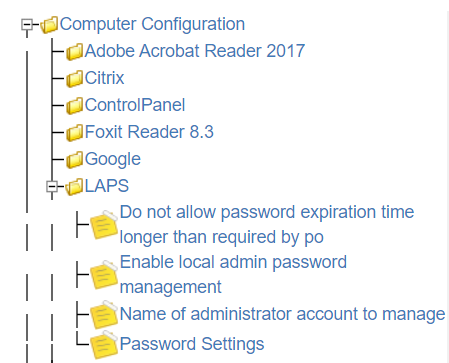 Computer Configuration
Adobe Acrobat Reader 2017
Citrix
ControlPanel
Foxit Reader 8.3
Google
LAPS
Do not allow password expiration time
longer than required by po
Enable local admin password
management
Name of administrator account to manage
Password Settings